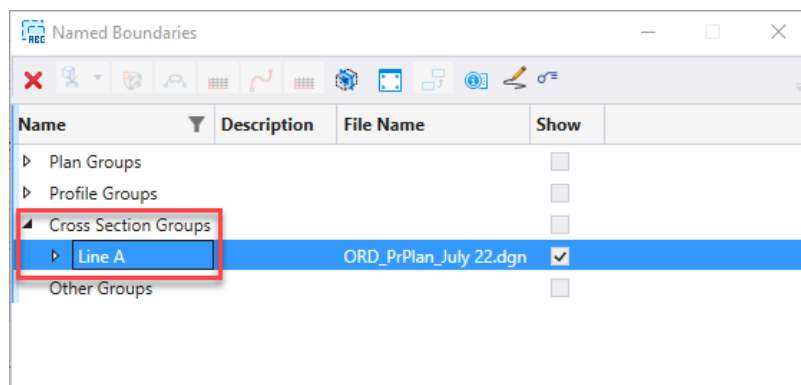 Named Boundaries
Name Description File Name Show
Plan Groups
Profile Groups
Cross Section Groups
Line A ORD_PrPlan_July 22.dgn
Other Groups